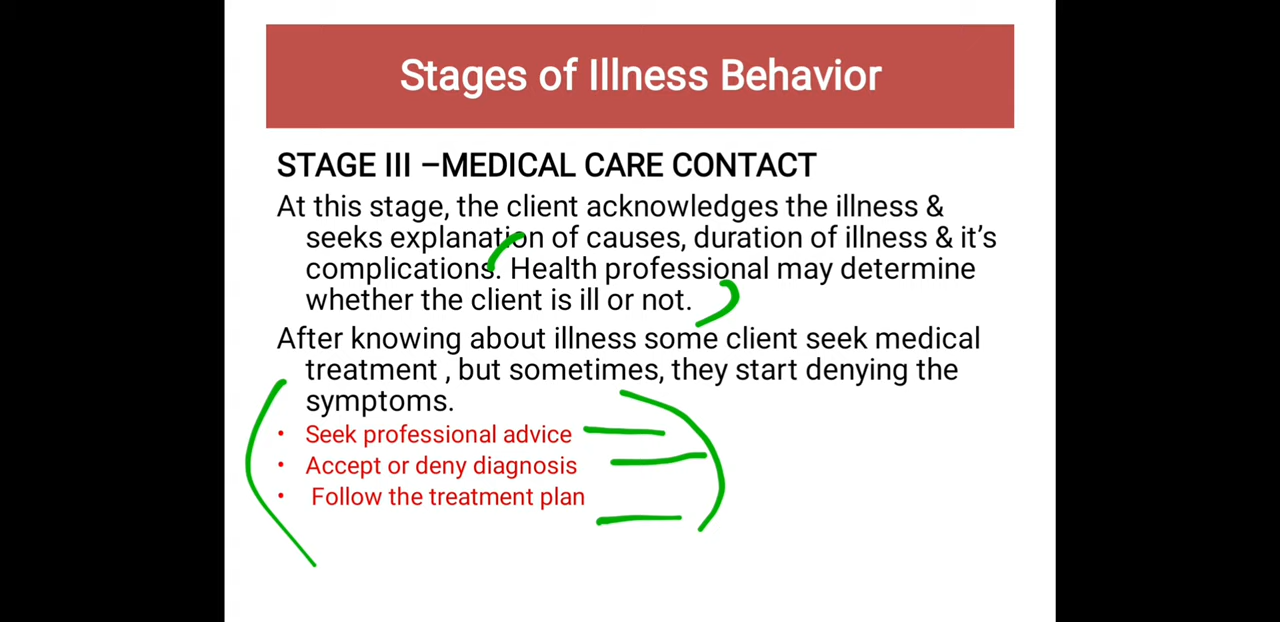 Stages of Illness Behavior
STAGE III –MEDICAL CARE CONTACT
At this stage, the client acknowledges the illness &
seeks explanation of causes, duration of illness & it's
complications. Health professional may determine
whether the client is ill or not.
After knowing about illness some client seek medical
treatment , but sometimes, they start denying the
symptoms.
• Seek professional advice
• Accept or deny diagnosis
• Follow the treatment plan